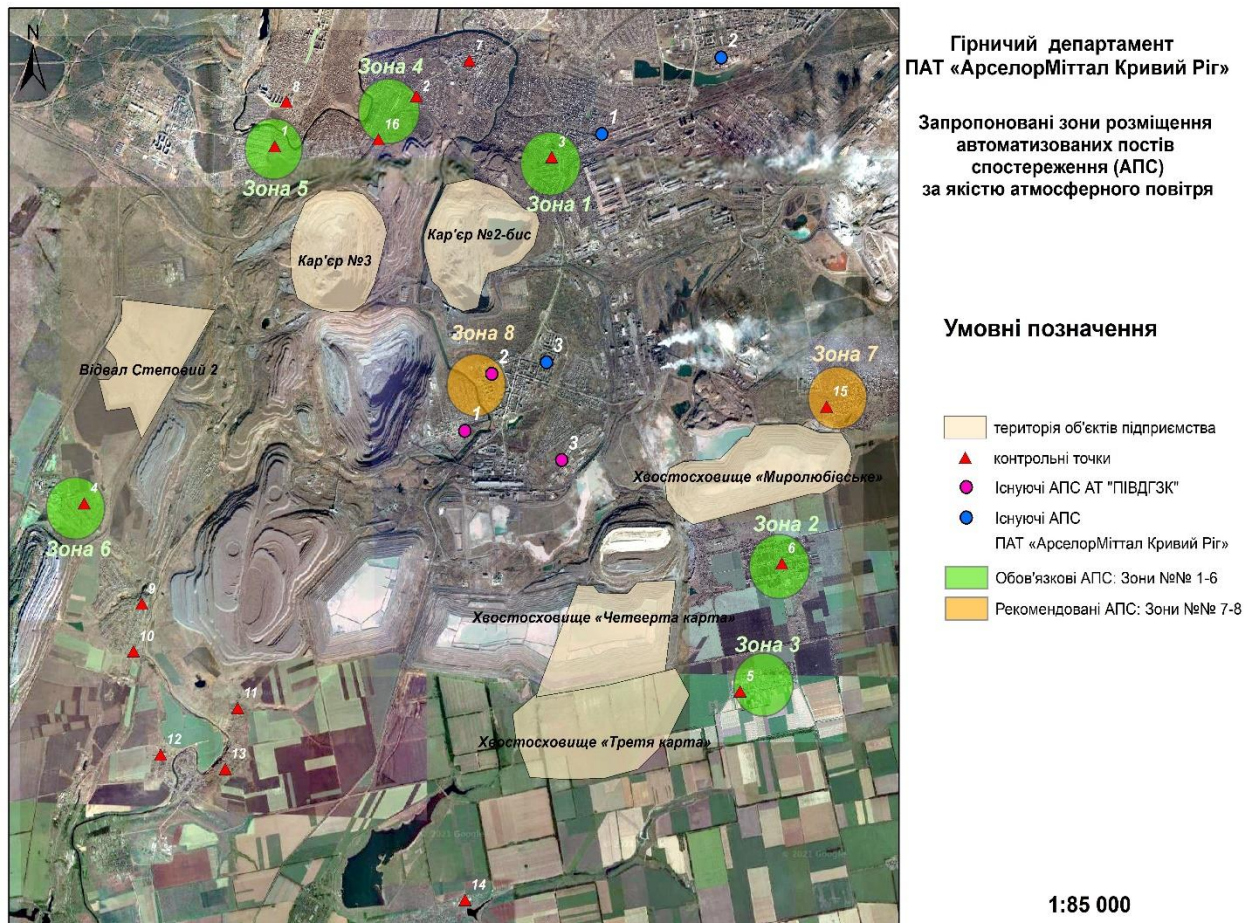 N
Гірничий департамент
ПАТ «АрселорМіттал Кривий Ріг»
Запропоновані зони розміщення
автоматизованих постів
спостереження (АПС)
за якістю атмосферного повітря
7
2
Зона 4
8
2
1
16
1
3
Зона 5
Зона 1
Кар'єр №3
Кар'єр №2-бис
Зона 8
2
3
Зона 7
Відвал Степовий 2
15
1
3
Хвостосховище «Миролюбівське»
4
Зона 6
Зона 2
6
9
Хвостосховище «Четверта карта»
10
Зона 3
5
11
Хвостосховище «Третя карта»
12
13
14
© 2021 Google
© 2021 Google
Умовні позначення
територія об'єктів підприємства
контрольні точки
Існуючі АПС АТ "ПІВДГЗК"
Існуючі АПС
ПАТ «АрселорМіттал Кривий Ріг»
Обов'язкові АПС: Зони №№ 1-6
Рекомендовані АПС: Зони №№ 7-8
1:85 000